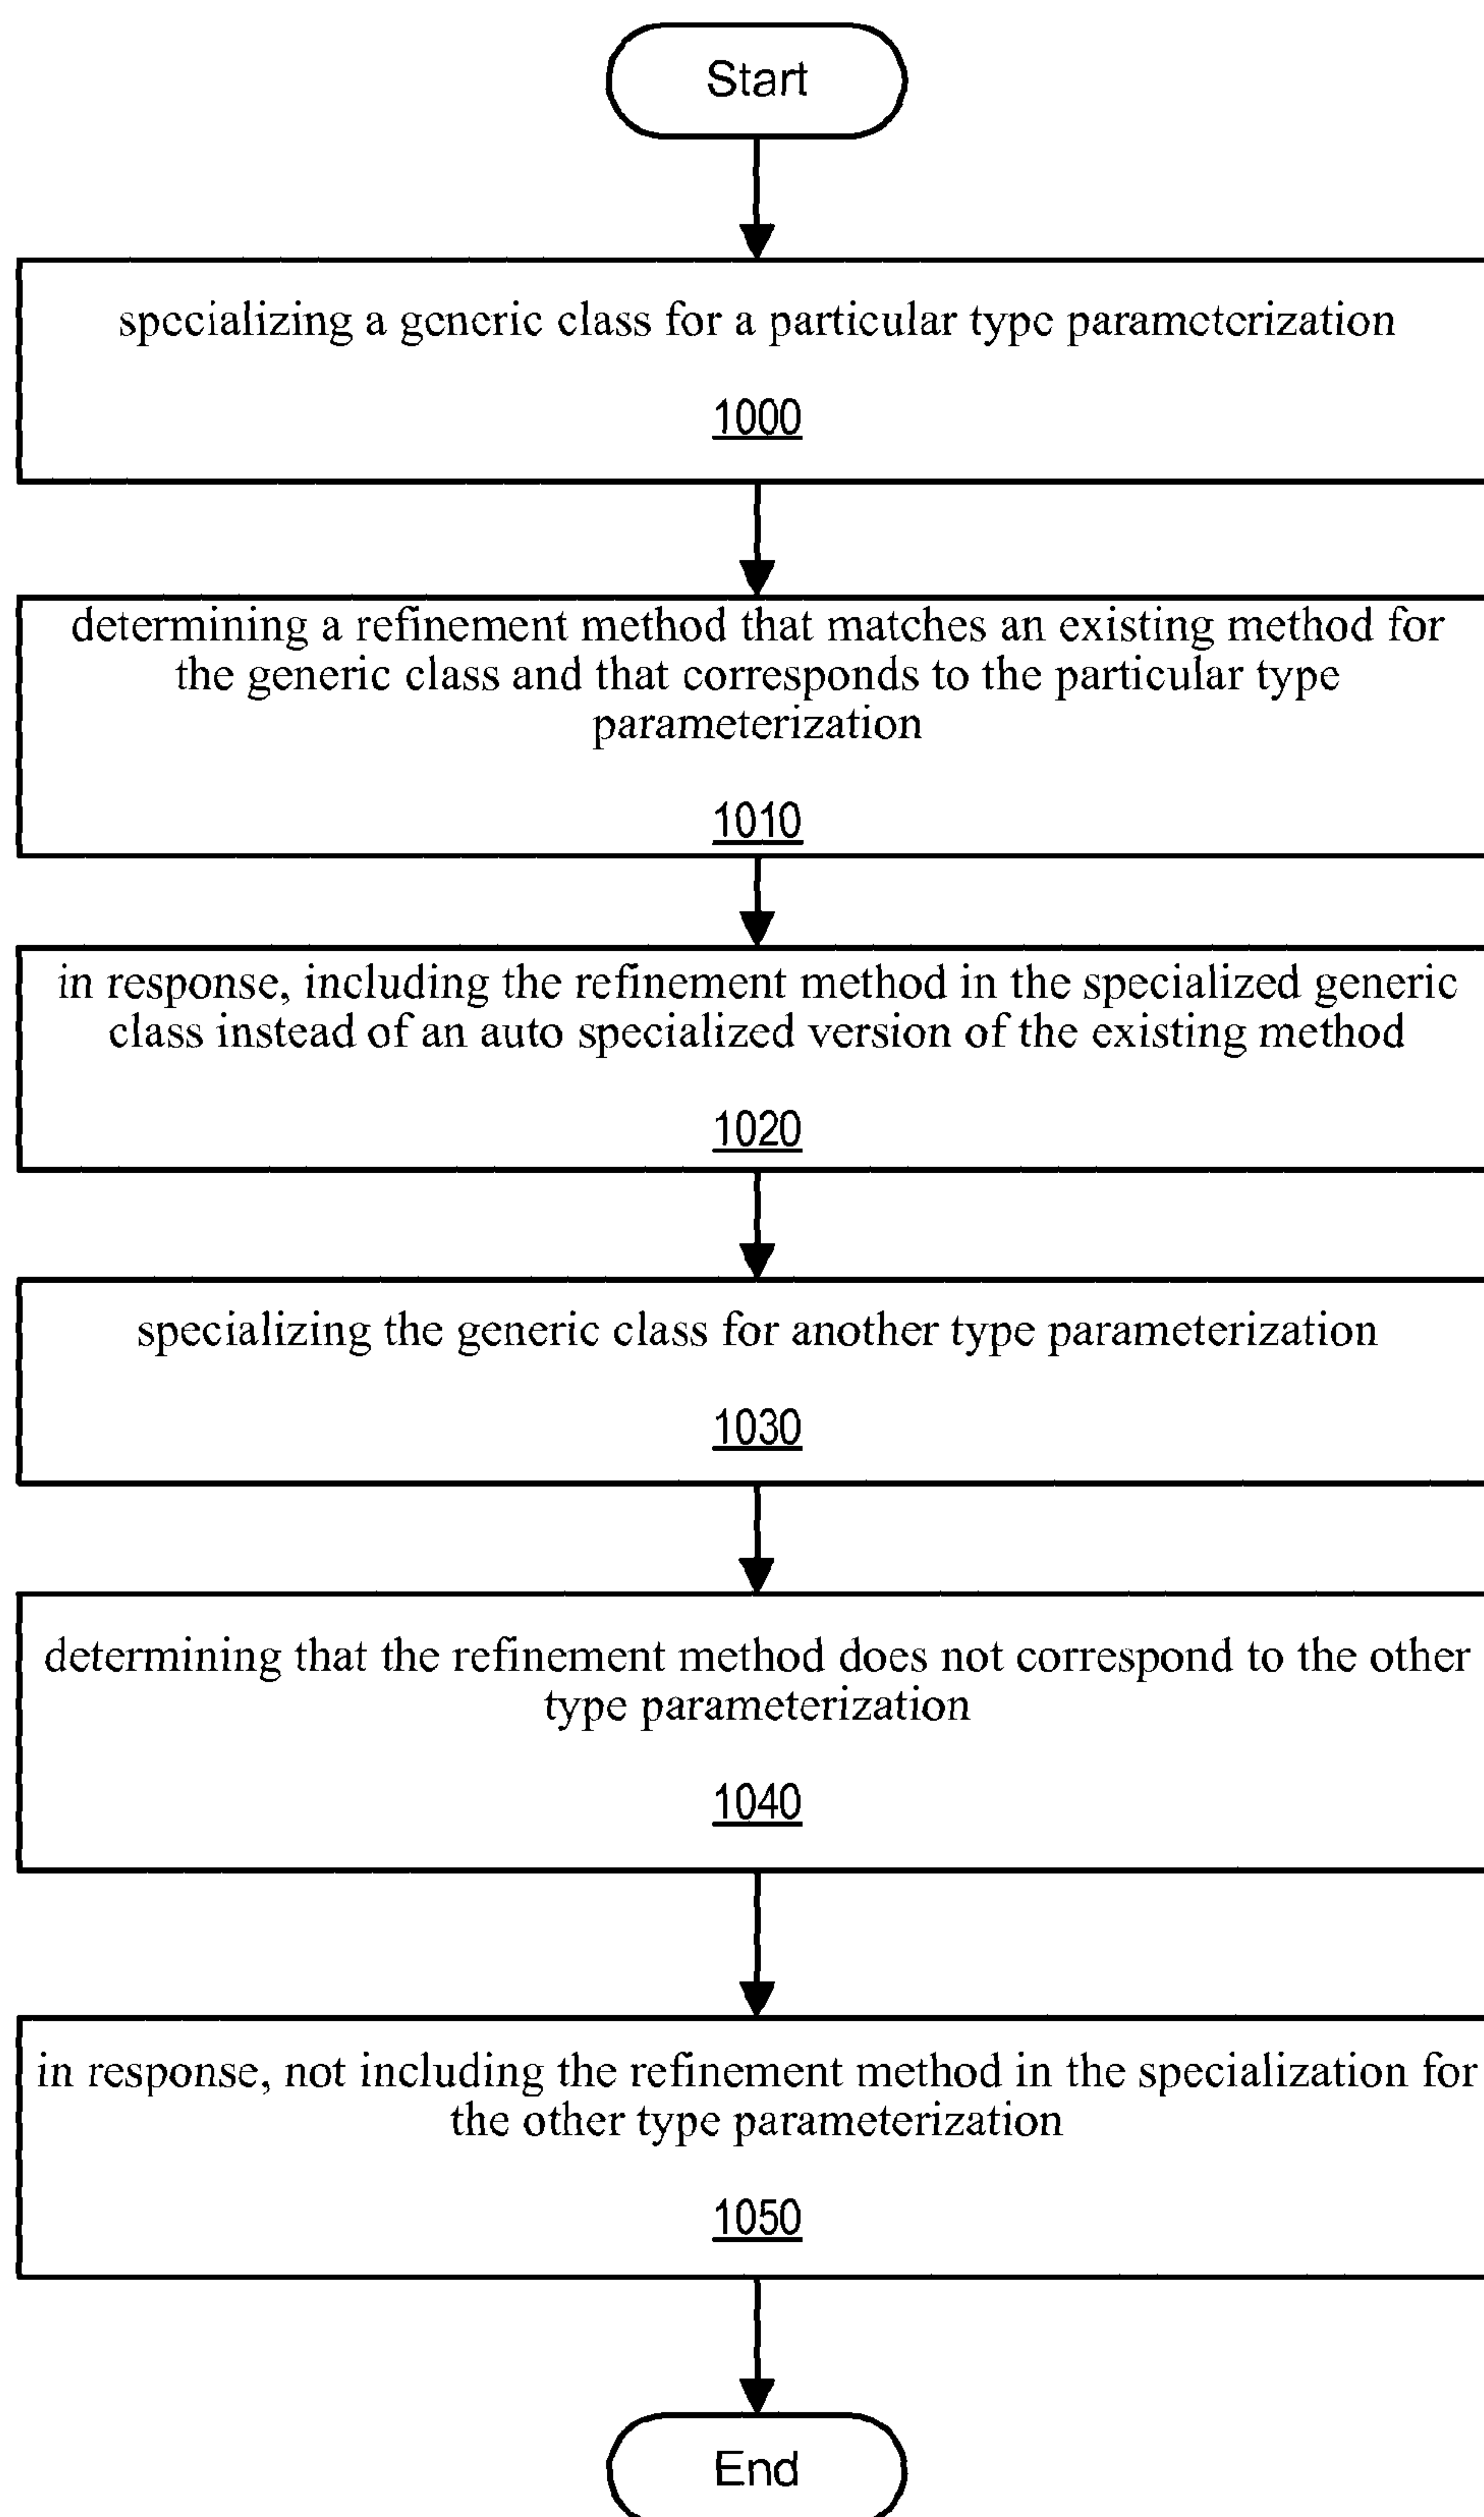 Start
specializing a generic class for a particular type parameterization
1000
determining a refinement method that matches an existing method for
the generic class and that corresponds to the particular type
parameterization
1010
in response, including the refinement method in the specialized generic
class instead of an auto specialized version of the existing method
1020
specializing the generic class for another type parameterization
1030
determining that the refinement method does not correspond to the other
type parameterization
1040
in response, not including the refinement method in the specialization for
the other type parameterization
1050
End